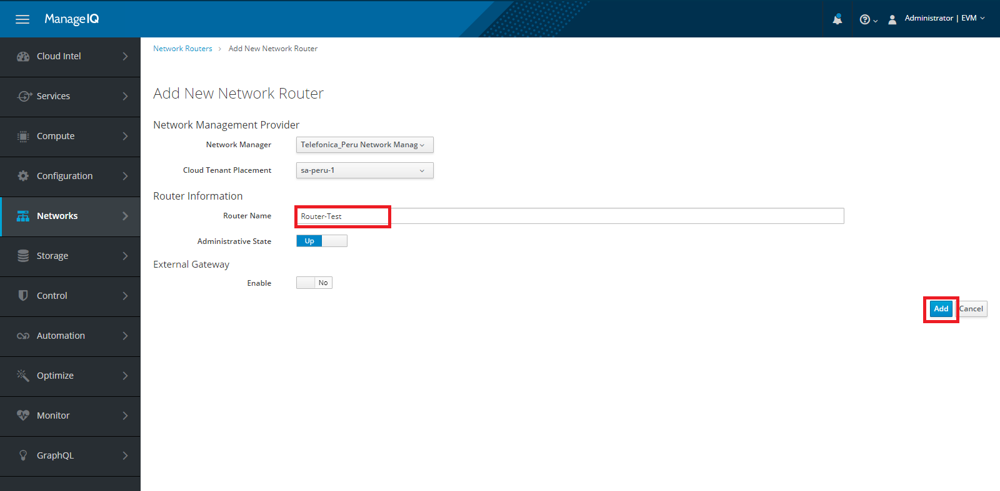 ManageIQ
Administrator | EVM
Cloud Intel
Services
Compute
Configuration
Networks
Storage
Control
Automation
Optimize
Monitor
GraphQL
Network Routers > Add New Network Router
Add New Network Router
Network Management Provider
Network Manager Telefonica_Peru Network Manag
Cloud Tenant Placement sa-peru-1
Router Information
Router Name Router-Test
Administrative State Up
External Gateway
Enable No
Add Cancel